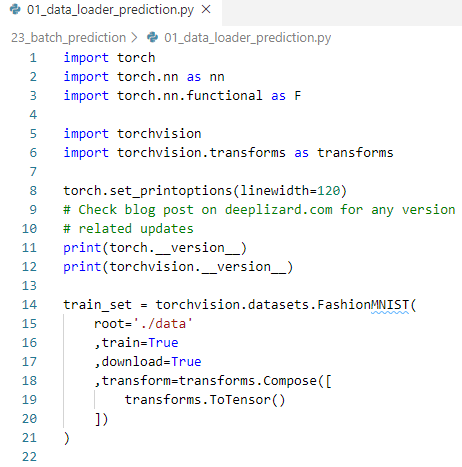 01_data_loader_prediction.py ×
23_batch_prediction > 01_data_loader_prediction.py
1 import torch
2 import torch.nn as nn
3 import torch.nn.functional as F
4
5 import torchvision
6 import torchvision.transforms as transforms
7
8 torch.set_printoptions(linewidth=120)
9 # Check blog post on deeplizard.com for any version
10 # related updates
11 print(torch.__version__)
12 print(torchvision.__version__)
13
14 train_set = torchvision.datasets.FashionMNIST(
15     root='./data'
16     ,train=True
17     ,download=True
18     ,transform=transforms.Compose([
19         transforms.ToTensor()
20     ])
21 )
22